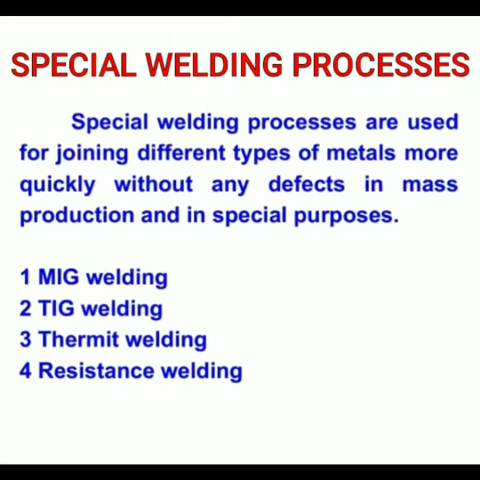 SPECIAL WELDING PROCESSES
Special welding processes are used
for joining different types of metals more
quickly without any defects in mass
production and in special purposes.
1 MIG welding
2 TIG welding
3 Thermit welding
4 Resistance welding